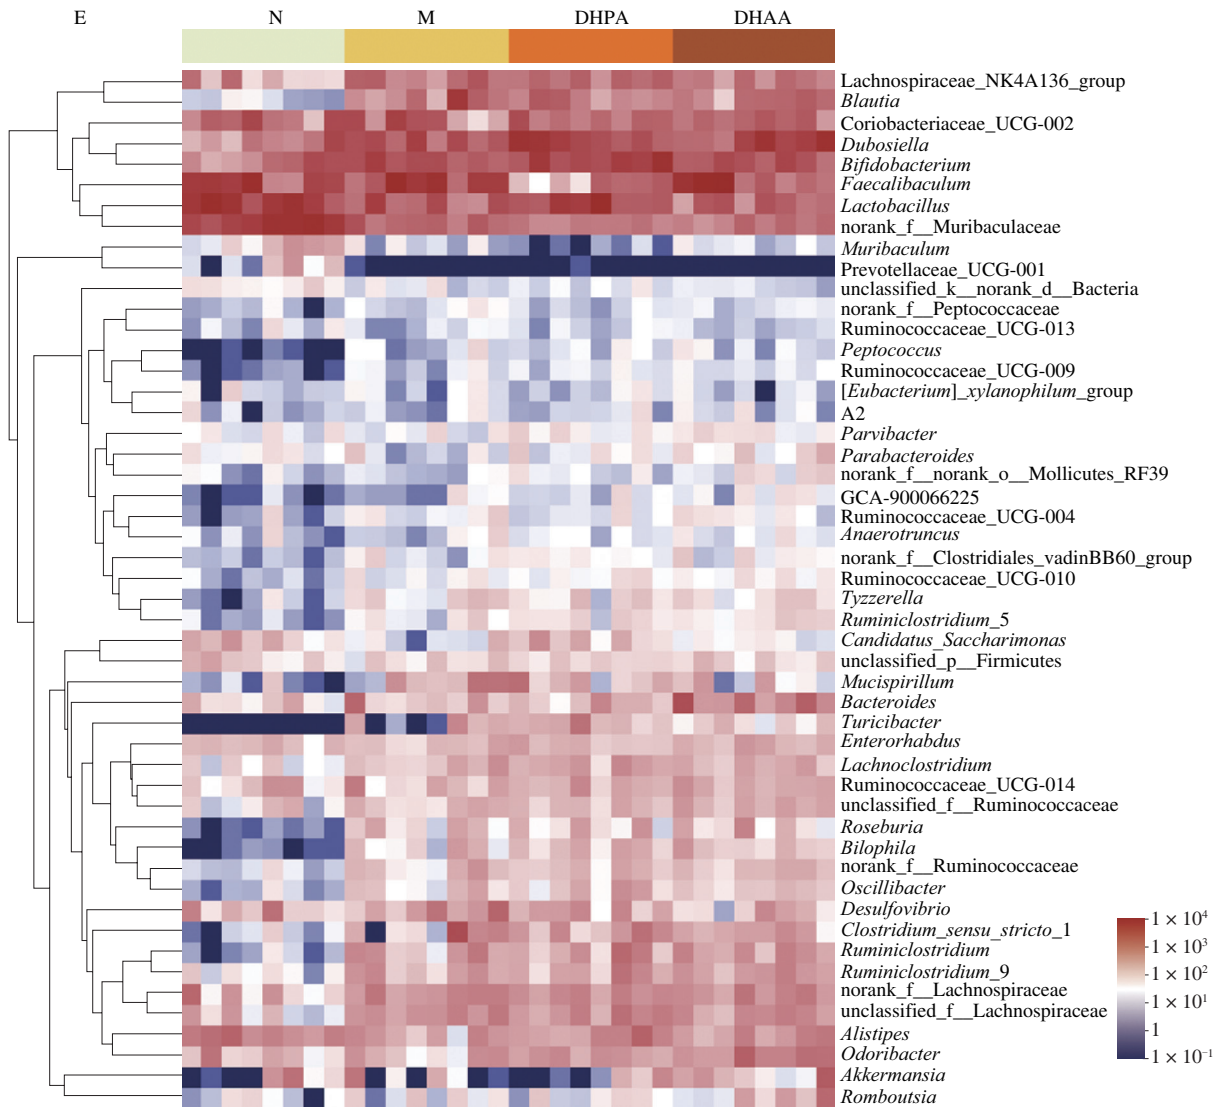 E N M DHPA DHAA
Lachnospiraceae_NK4A136_group
Blautia
Coriobacteriaceae_UCG-002
Dubosiella
Bifidobacterium
Faecalibaculum
Lactobacillus
norank_f__Muribaculaceae
Muribaculum
Prevotellaceae_UCG-001
unclassified_k__norank_d__Bacteria
norank_f__Peptococcaceae
Ruminococcaceae_UCG-013
Peptococcus
Ruminococcaceae_UCG-009
[Eubacterium]_xylanophilum_group
A2
Parvibacter
Parabacteroides
norank_f__norank_o__Mollicutes_RF39
GCA-900066225
Ruminococcaceae_UCG-004
Anaerotruncus
norank_f__Clostridiales_vadinBB60_group
Ruminococcaceae_UCG-010
Tyzzerella
Ruminiclostridium_5
Candidatus_Saccharimonas
unclassified_p__Firmicutes
Mucispirillum
Bacteroides
Turicibacter
Enterorhabdus
Lachnoclostridium
Ruminococcaceae_UCG-014
unclassified_f__Ruminococcaceae
Roseburia
Bilophila
norank_f__Ruminococcaceae
Oscillibacter
Desulfovibrio
Clostridium_sensu_stricto_1
Ruminiclostridium
Ruminiclostridium_9
norank_f__Lachnospiraceae
unclassified_f__Lachnospiraceae
Alistipes
Odoribacter
Akkermansia
Romboutsia
1 × 10⁴
1 × 10³
1 × 10²
1 × 10¹
1
1 × 10⁻¹